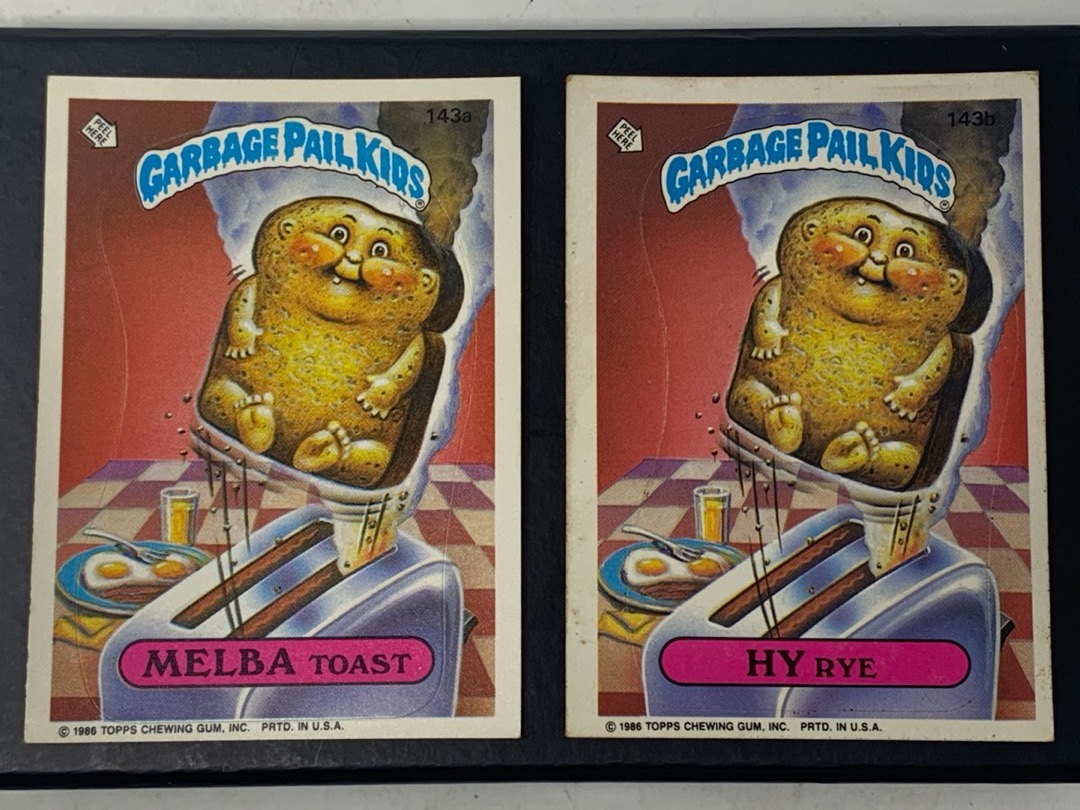 PEEL HERE
143a
GARBAGE PAIL KIDS®
MELBA TOAST
© 1986 TOPPS CHEWING GUM, INC. PRTD. IN U.S.A.
PEEL HERE
143b
GARBAGE PAIL KIDS®
HY RYE
© 1986 TOPPS CHEWING GUM, INC. PRTD. IN U.S.A.